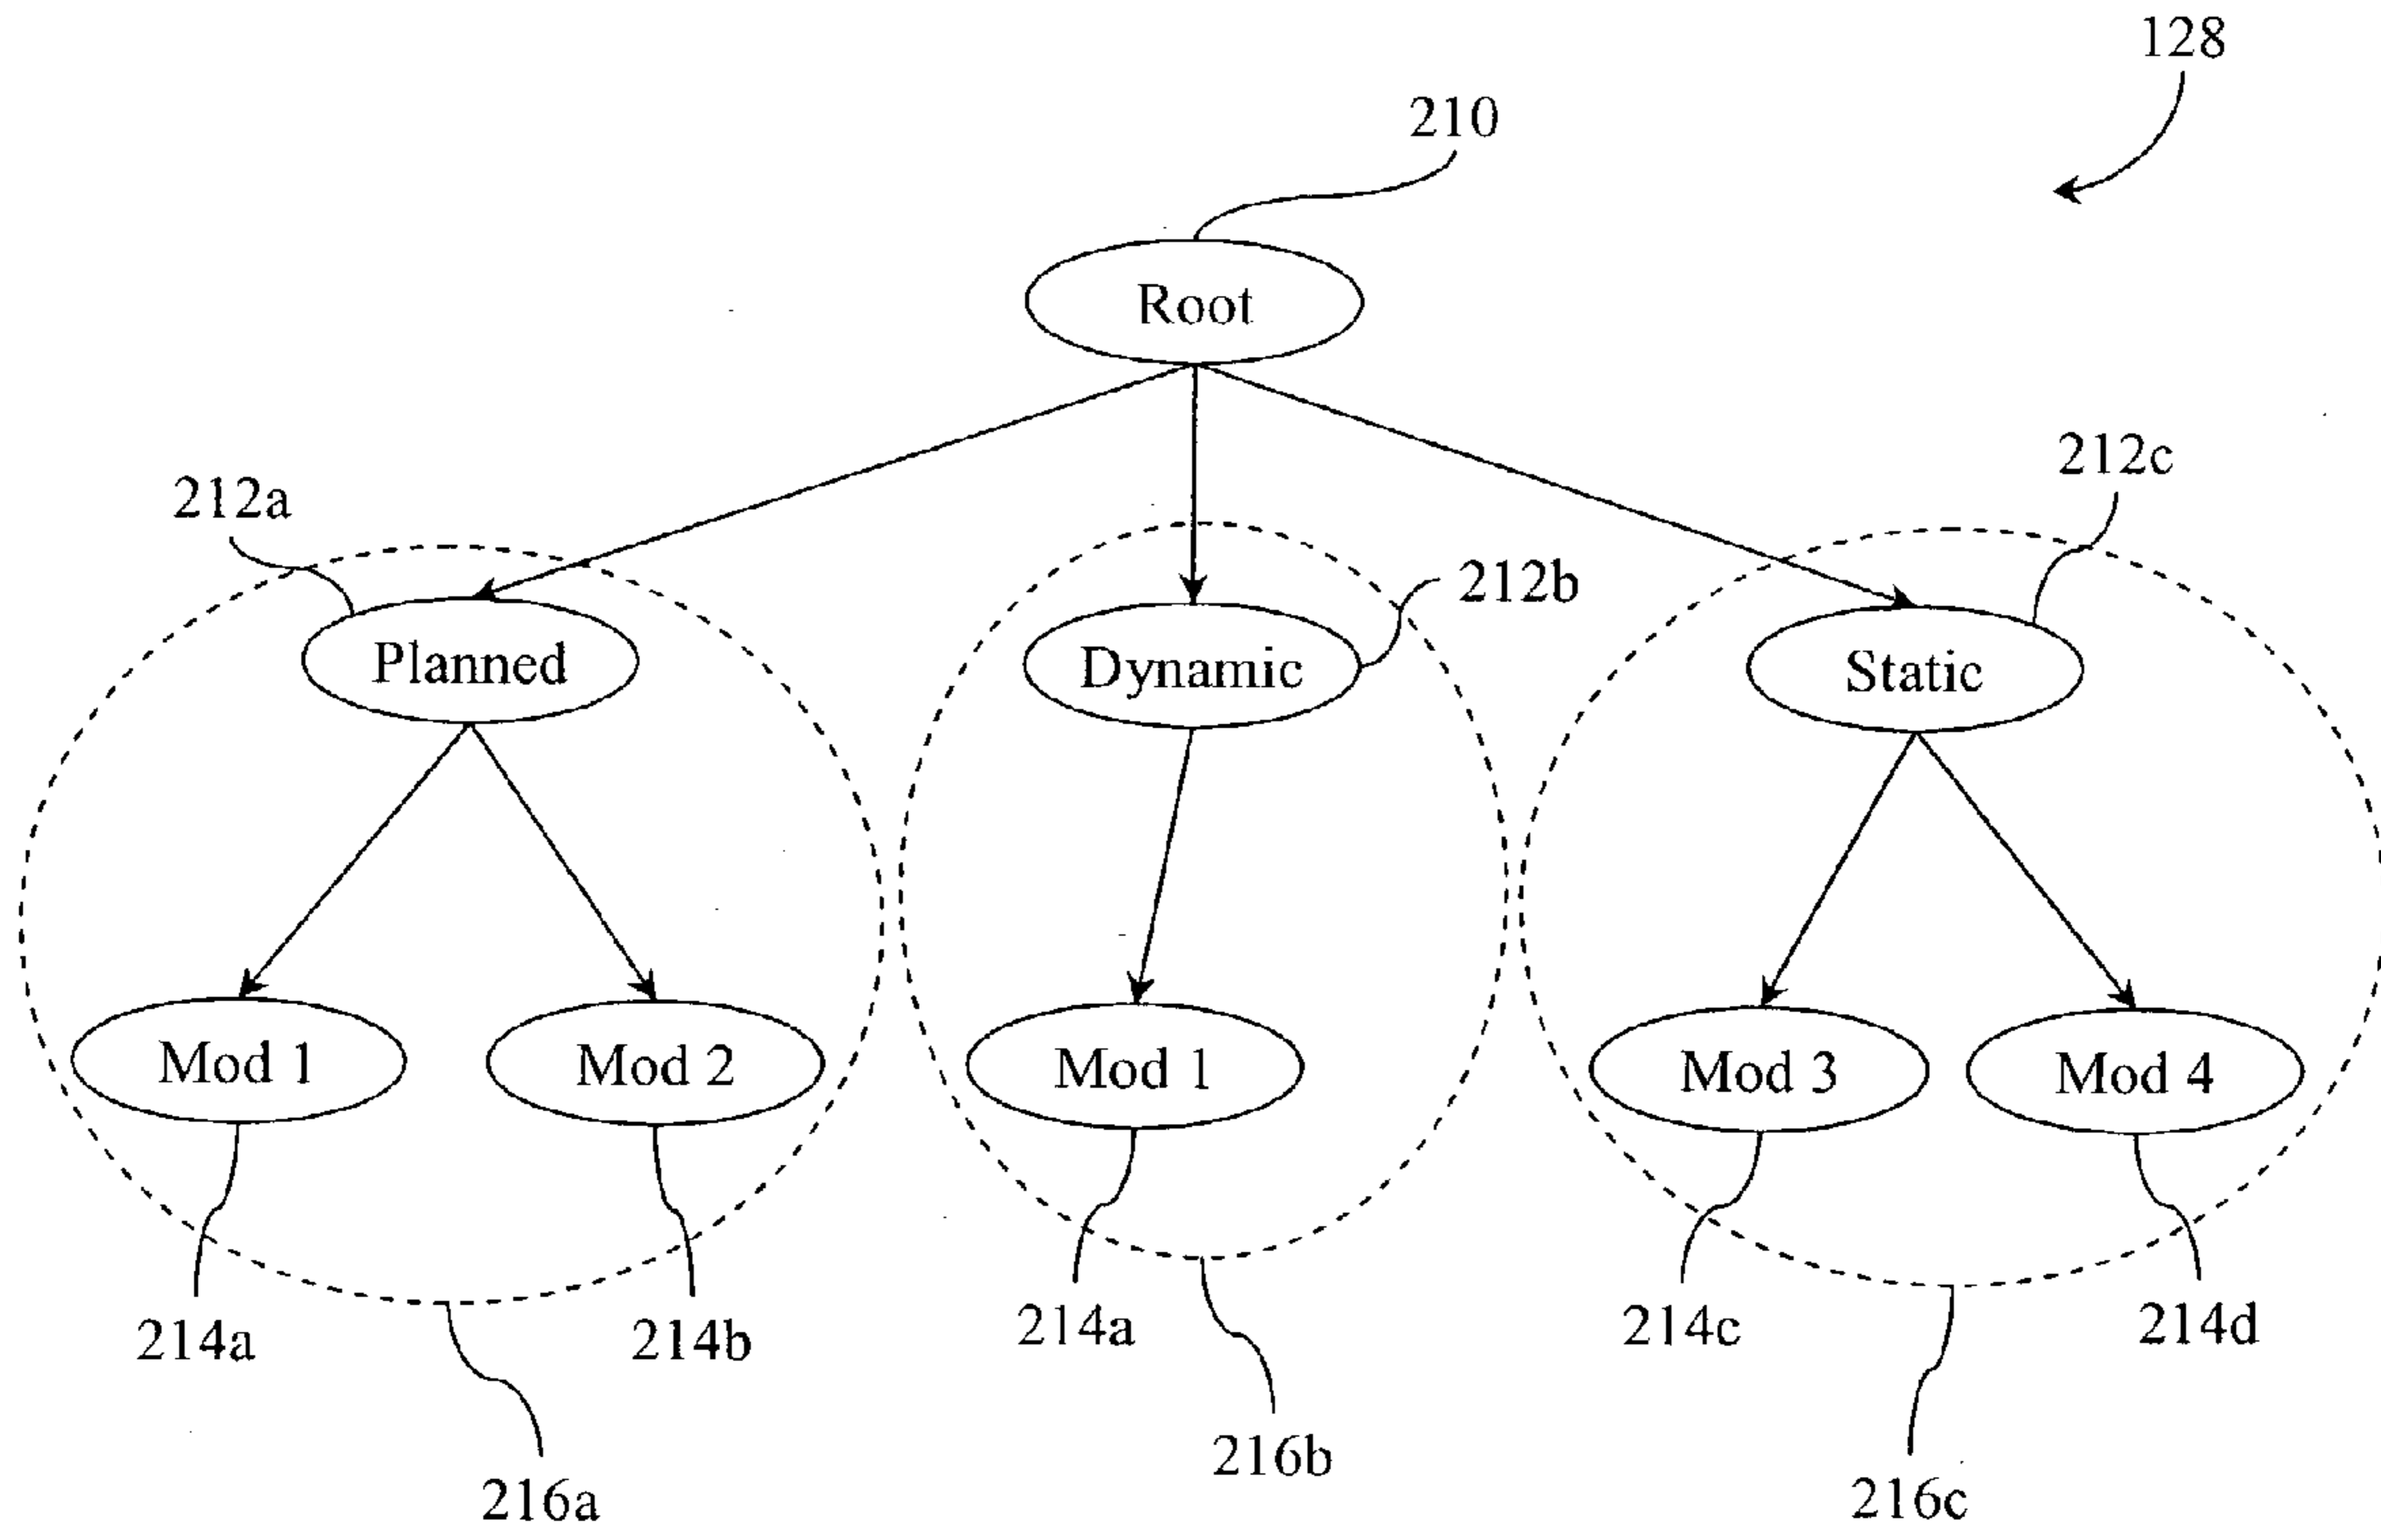 128
210
Root
212a
212b
212c
Planned
Dynamic
Static
Mod 1
Mod 2
Mod 1
Mod 3
Mod 4
214a
214b
214a
214c
214d
216a
216b
216c